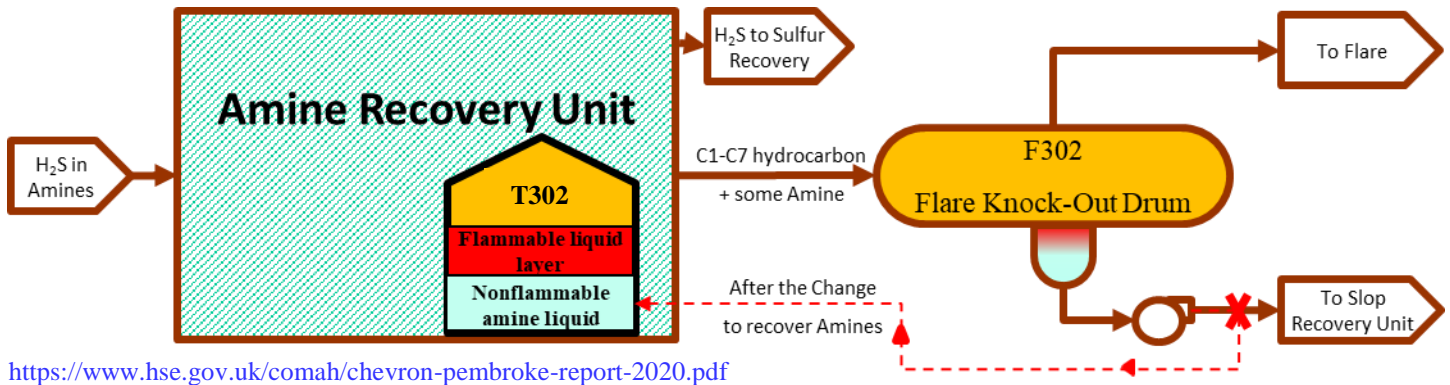 H₂S in
Amines
Amine Recovery Unit
T302
Flammable liquid
layer
Nonflammable
amine liquid
H₂S to Sulfur
Recovery
C1-C7 hydrocarbon
+ some Amine
F302
Flare Knock-Out Drum
To Flare
After the Change
to recover Amines
To Slop
Recovery Unit
https://www.hse.gov.uk/comah/chevron-pembroke-report-2020.pdf